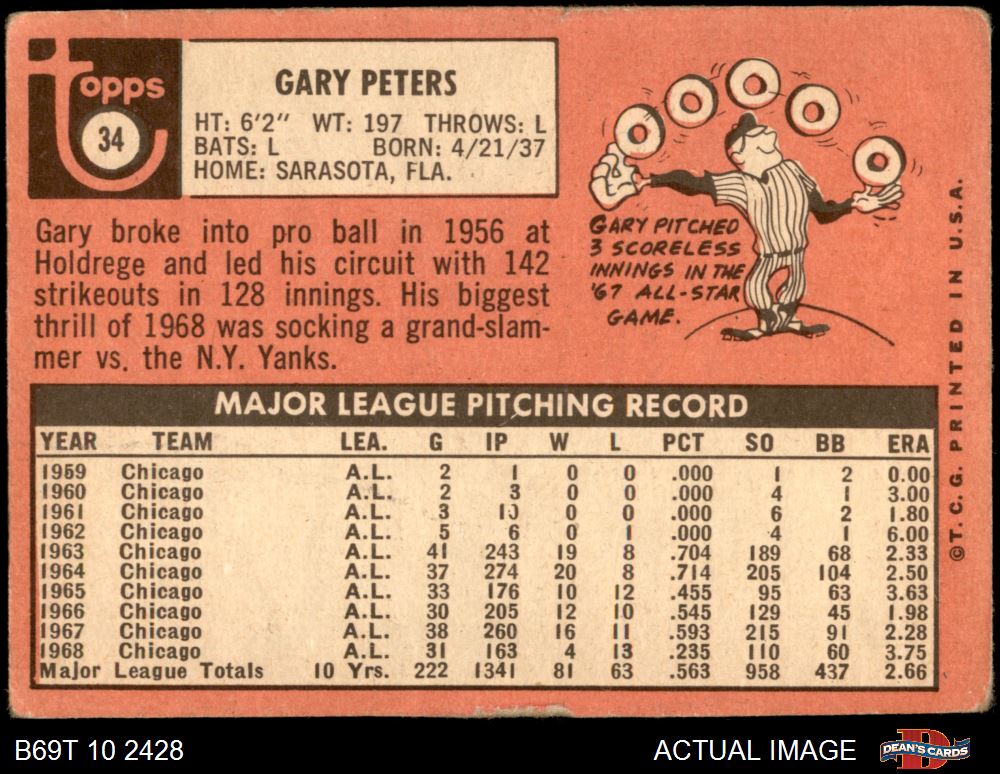 topps
34
GARY PETERS
HT: 6'2" WT: 197 THROWS: L
BATS: L BORN: 4/21/37
HOME: SARASOTA, FLA.
Gary broke into pro ball in 1956 at
Holdrege and led his circuit with 142
strikeouts in 128 innings. His biggest
thrill of 1968 was socking a grand-slam-
mer vs. the N.Y. Yanks.
GARY PITCHED
3 SCORELESS
INNINGS IN THE
'67 ALL-STAR
GAME.
MAJOR LEAGUE PITCHING RECORD
YEAR TEAM LEA. G IP W L PCT SO BB ERA
1959 Chicago A.L. 2 1 0 0 .000 1 2 0.00
1960 Chicago A.L. 2 3 0 0 .000 4 1 3.00
1961 Chicago A.L. 3 10 0 0 .000 6 2 1.80
1962 Chicago A.L. 5 6 0 1 .000 4 1 6.00
1963 Chicago A.L. 41 243 19 8 .704 189 68 2.33
1964 Chicago A.L. 37 274 20 8 .714 205 104 2.50
1965 Chicago A.L. 33 176 10 12 .455 95 63 3.63
1966 Chicago A.L. 30 205 12 10 .545 129 45 1.98
1967 Chicago A.L. 38 260 16 11 .593 215 91 2.28
1968 Chicago A.L. 31 163 4 13 .235 110 60 3.75
Major League Totals 10 Yrs. 222 1341 81 63 .563 958 437 2.66
©T.C.G. PRINTED IN U.S.A.
B69T 10 2428
ACTUAL IMAGE
DEAN'S CARDS